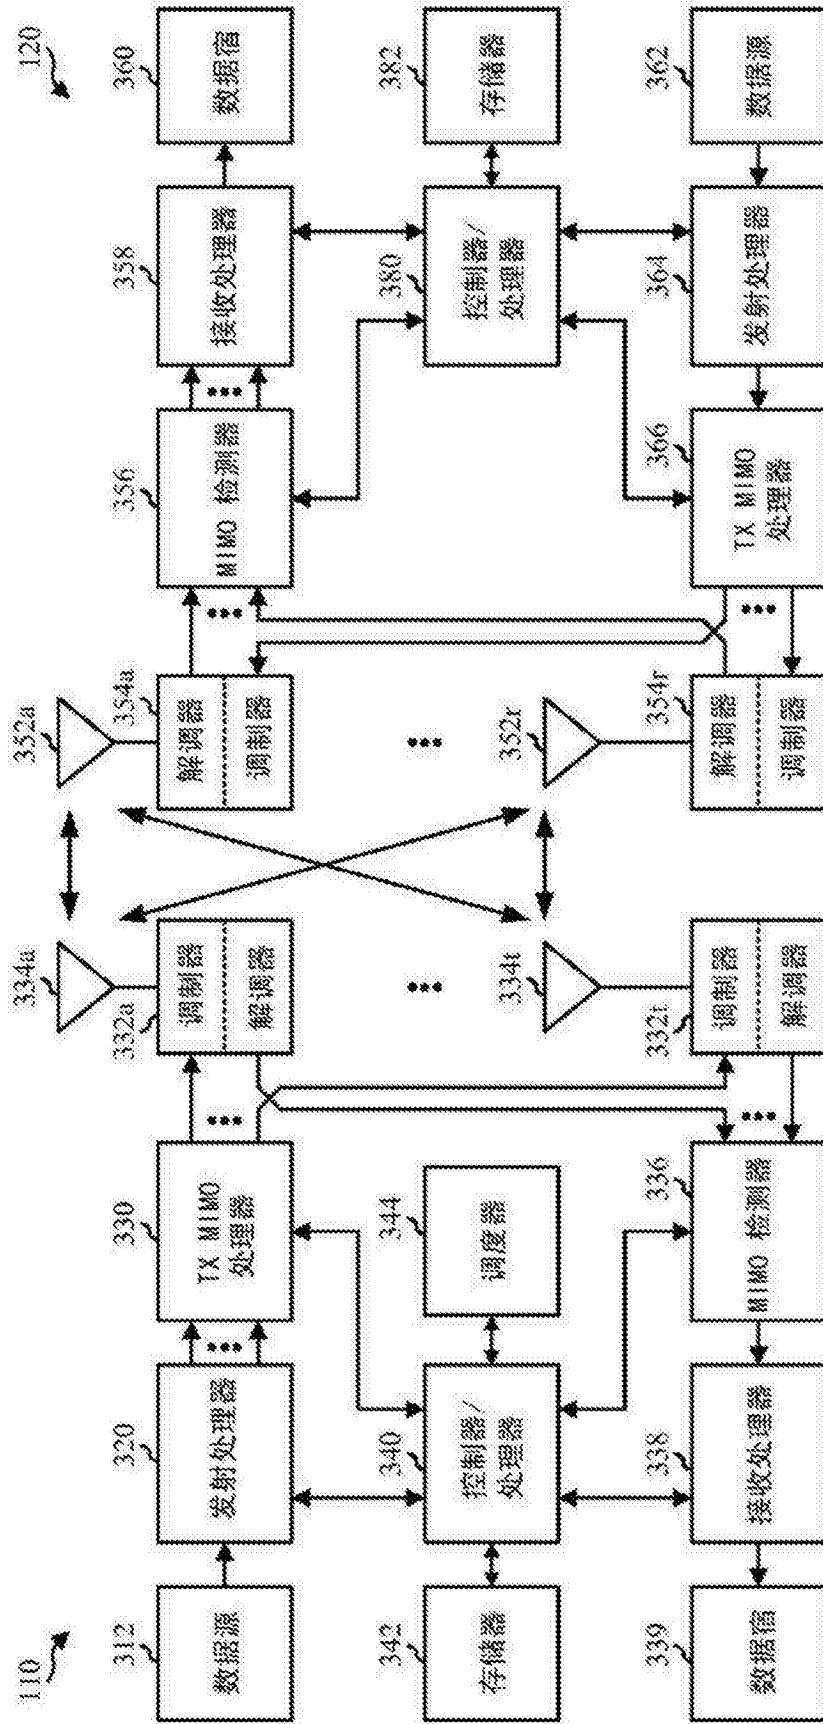 110
120
312
数据源
320
发射处理器
330
TX MIMO
处理器
332a
调制器
解调器
334a
352a
354a
解调器
调制器
356
MIMO 检测器
358
接收处理器
360
数据宿
342
存储器
340
控制器/
处理器
344
调度器
380
控制器/
处理器
382
存储器
339
数据宿
338
接收处理器
336
MIMO 检测器
332t
调制器
解调器
334t
352r
354r
解调器
调制器
366
TX MIMO
处理器
364
发射处理器
362
数据源